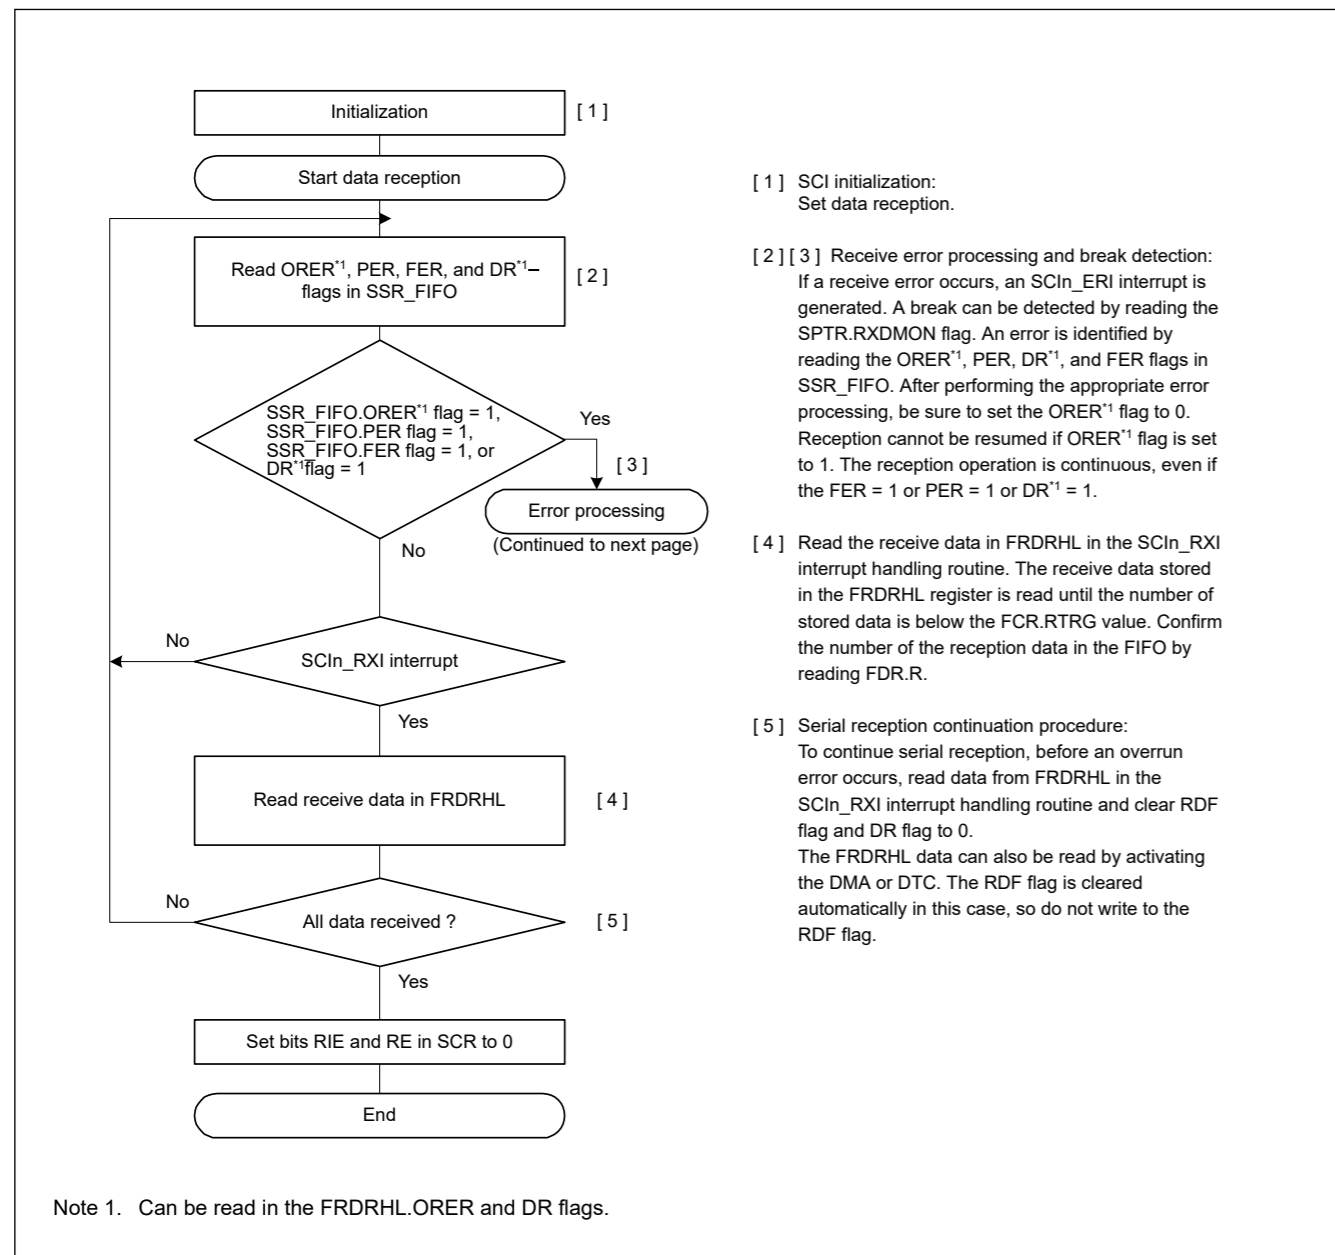 Initialization
[ 1 ]
Start data reception
Read ORER*1, PER, FER, and DR*1–
flags in SSR_FIFO
[ 2 ]
SSR_FIFO.ORER*1 flag = 1,
SSR_FIFO.PER flag = 1,
SSR_FIFO.FER flag = 1, or
DR*1flag = 1
Yes
[ 3 ]
Error processing
(Continued to next page)
No
No
SCIn_RXI interrupt
Yes
Read receive data in FRDRHL
[ 4 ]
No
All data received ?
[ 5 ]
Yes
Set bits RIE and RE in SCR to 0
End
[ 1 ] SCI initialization:
Set data reception.
[ 2 ] [ 3 ] Receive error processing and break detection:
If a receive error occurs, an SCIn_ERI interrupt is
generated. A break can be detected by reading the
SPTR.RXDMON flag. An error is identified by
reading the ORER*1, PER, DR*1, and FER flags in
SSR_FIFO. After performing the appropriate error
processing, be sure to set the ORER*1 flag to 0.
Reception cannot be resumed if ORER*1 flag is set
to 1. The reception operation is continuous, even if
the FER = 1 or PER = 1 or DR*1 = 1.
[ 4 ] Read the receive data in FRDRHL in the SCIn_RXI
interrupt handling routine. The receive data stored
in the FRDRHL register is read until the number of
stored data is below the FCR.RTRG value. Confirm
the number of the reception data in the FIFO by
reading FDR.R.
[ 5 ] Serial reception continuation procedure:
To continue serial reception, before an overrun
error occurs, read data from FRDRHL in the
SCIn_RXI interrupt handling routine and clear RDF
flag and DR flag to 0.
The FRDRHL data can also be read by activating
the DMA or DTC. The RDF flag is cleared
automatically in this case, so do not write to the
RDF flag.
Note 1. Can be read in the FRDRHL.ORER and DR flags.